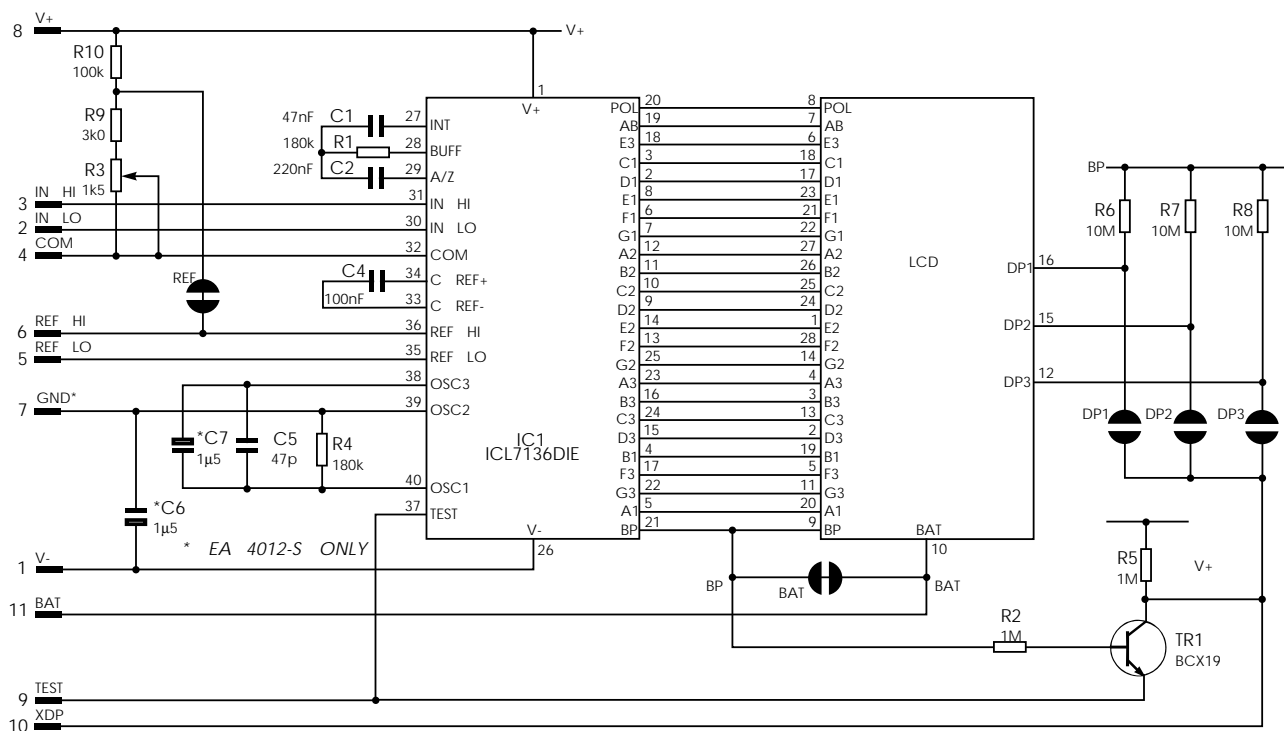 8 V+
V+
R10
100k
R9
3k0
R3
1k5
3 IN HI
2 IN LO
4 COM
REF
6 REF HI
5 REF LO
7 GND*
*C7
1µ5
C5
47p
R4
180k
*C6
1µ5
* EA 4012-S ONLY
1 V-
11 BAT
9 TEST
10 XDP
47nF C1
180k R1
220nF C2
C4
100nF
1
V+
27 INT
28 BUFF
29 A/Z
31 IN HI
30 IN LO
32 COM
34 C REF+
33 C REF-
36 REF HI
35 REF LO
38 OSC3
39 OSC2
40 OSC1
37 TEST
IC1
ICL7136DIE
V-
26
POL 20 8 POL
AB 19 7 AB
E3 18 6 E3
C1 3 18 C1
D1 2 17 D1
E1 8 23 E1
F1 6 21 F1
G1 7 22 G1
A2 12 27 A2
B2 11 26 B2
C2 10 25 C2
D2 9 24 D2
E2 14 1 E2
F2 13 28 F2
G2 25 14 G2
A3 23 4 A3
B3 16 3 B3
C3 24 13 C3
D3 15 2 D3
B1 4 19 B1
F3 17 5 F3
G3 22 11 G3
A1 5 20 A1
BP 21 9 BP
LCD
DP1 16
DP2 15
DP3 12
BAT
10
BP BAT BAT
BP
R6
10M
R7
10M
R8
10M
DP1 DP2 DP3
R5
1M
V+
R2
1M
TR1
BCX19